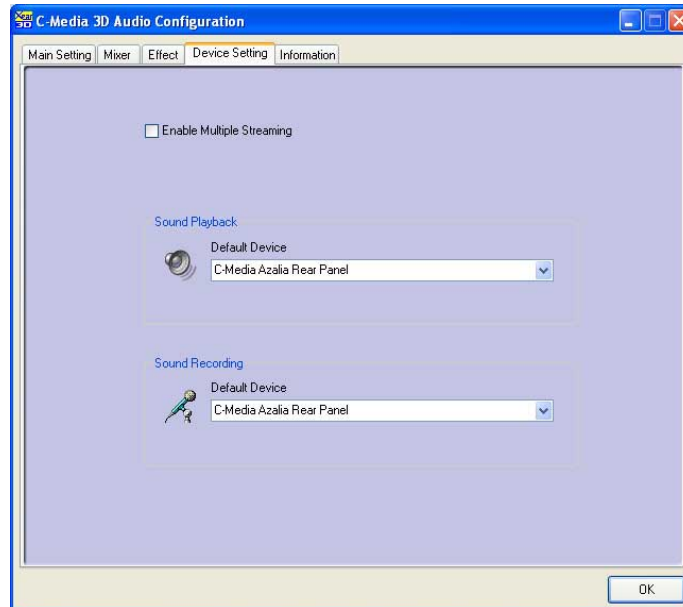 C-Media 3D Audio Configuration
Main Setting Mixer Effect Device Setting Information
Enable Multiple Streaming
Sound Playback
Default Device
C-Media Azalia Rear Panel
Sound Recording
Default Device
C-Media Azalia Rear Panel
OK